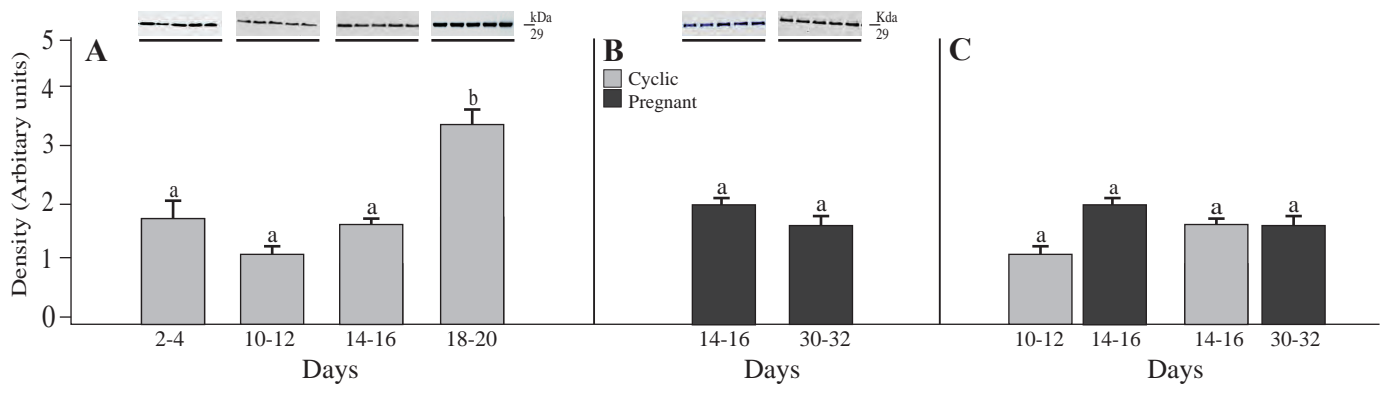 kDa
29
Kda
29
A
B
C
Cyclic
Pregnant
Density (Arbitary units)
5
4
3
2
1
0
a
a
a
b
a
a
a
a
a
a
2-4
10-12
14-16
18-20
14-16
30-32
10-12
14-16
14-16
30-32
Days
Days
Days